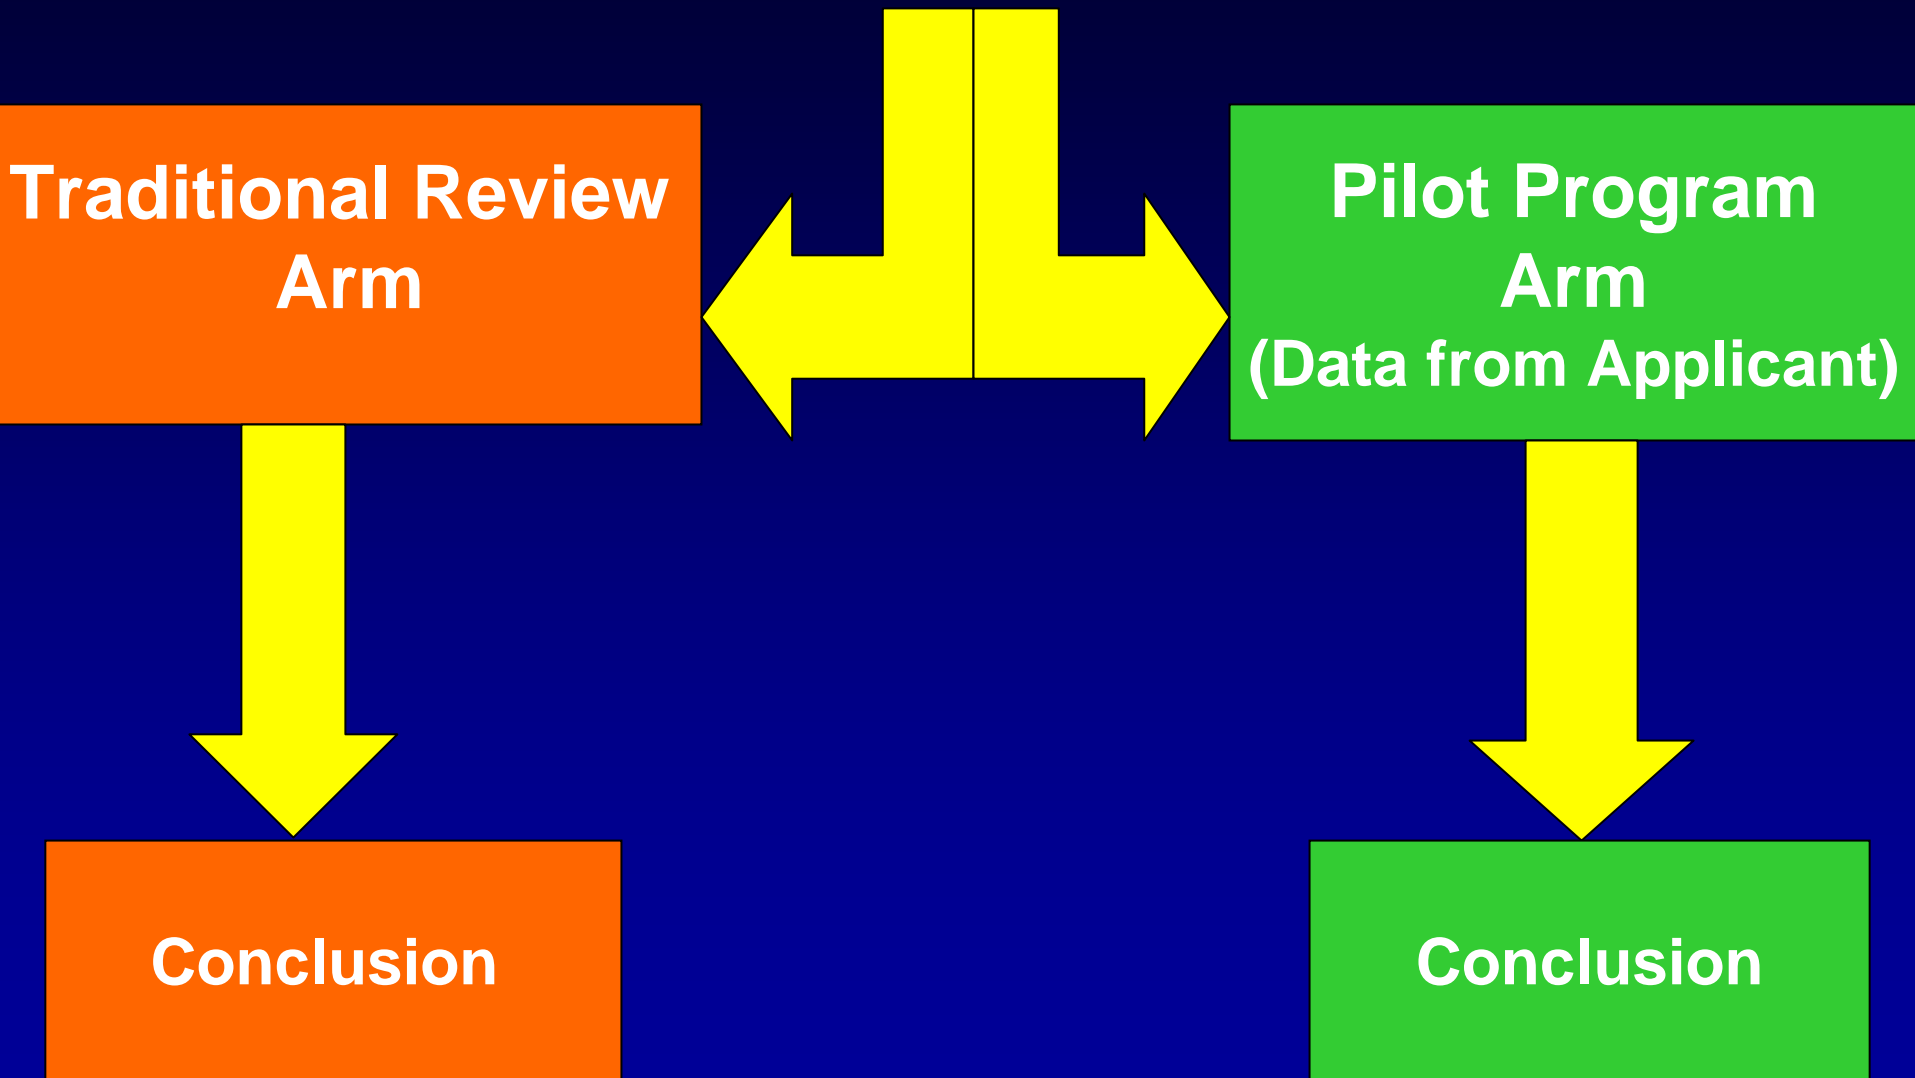 Traditional Review
Arm
Pilot Program
Arm
(Data from Applicant)
Conclusion
Conclusion